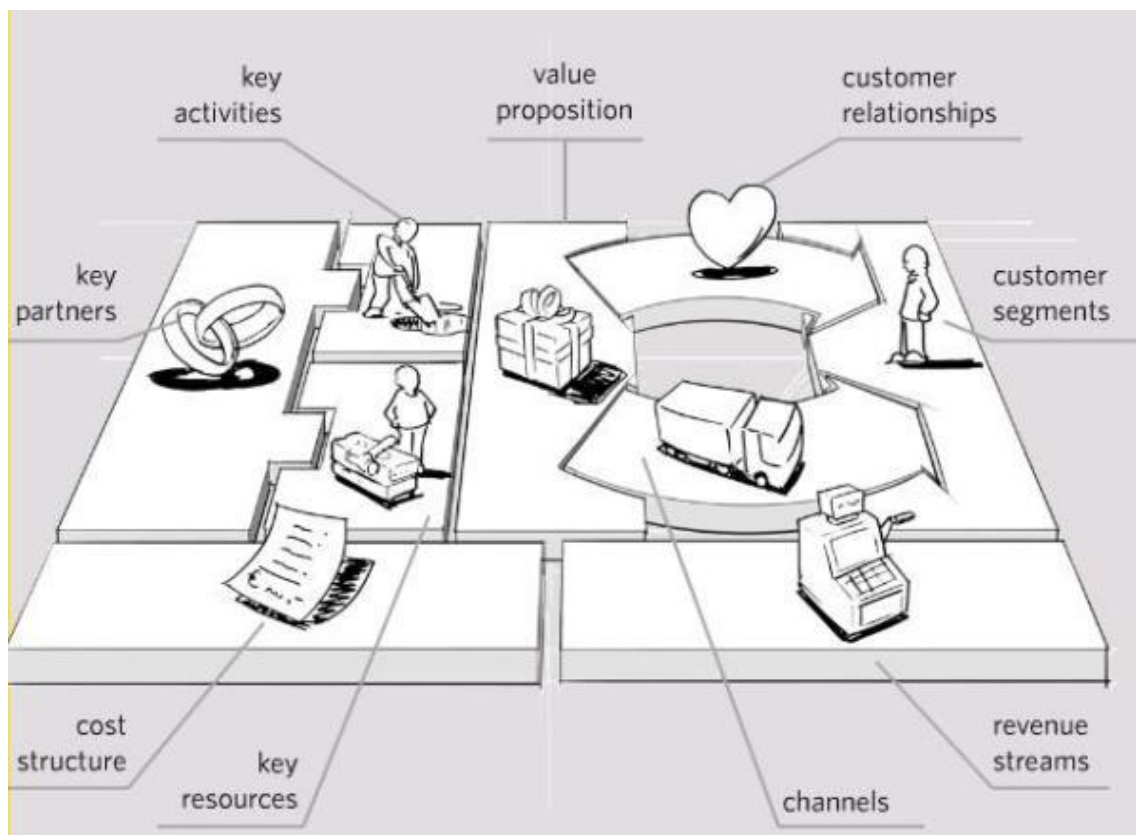 key
activities
value
proposition
customer
relationships
key
partners
customer
segments
cost
structure
key
resources
channels
revenue
streams